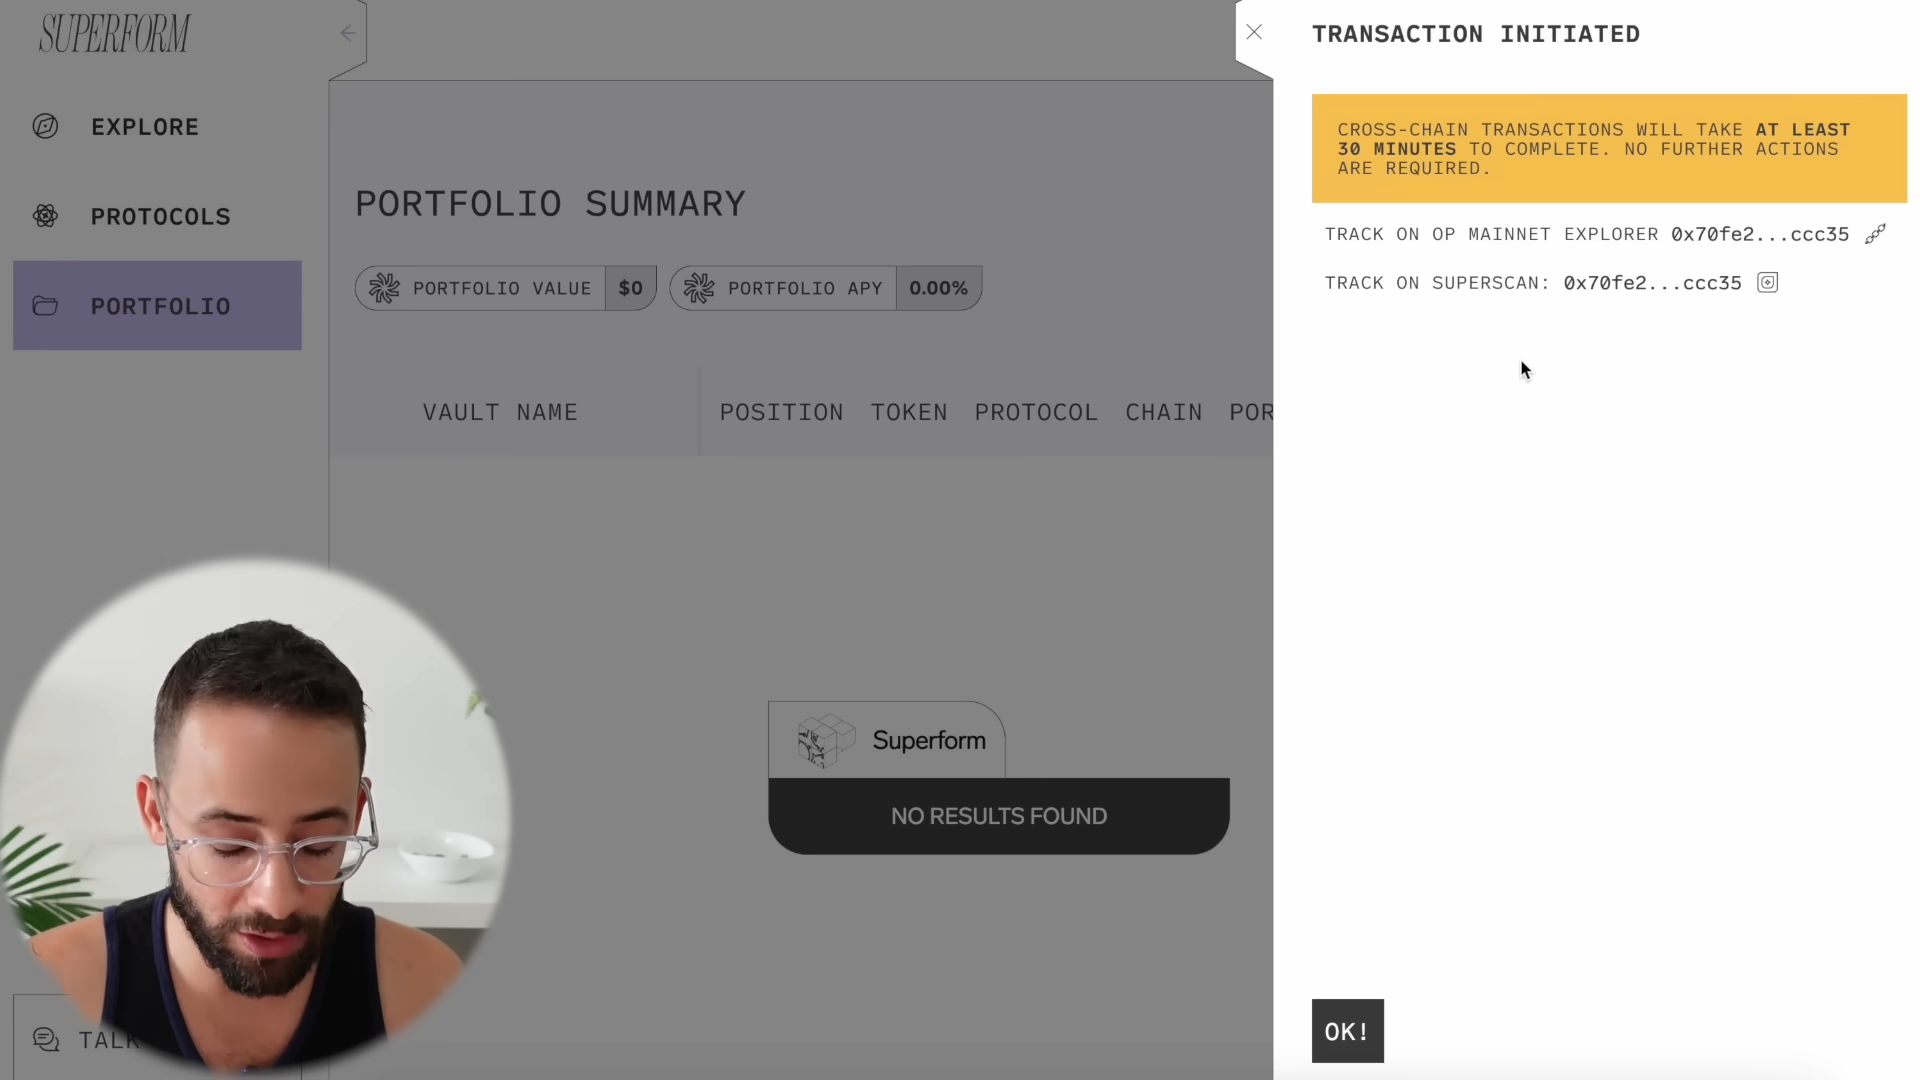 SUPERFORM
EXPLORE
PROTOCOLS
PORTFOLIO
TALK
PORTFOLIO SUMMARY
PORTFOLIO VALUE $0
PORTFOLIO APY 0.00%
VAULT NAME POSITION TOKEN PROTOCOL CHAIN POR
Superform
NO RESULTS FOUND
TRANSACTION INITIATED
CROSS-CHAIN TRANSACTIONS WILL TAKE AT LEAST
30 MINUTES TO COMPLETE. NO FURTHER ACTIONS
ARE REQUIRED.
TRACK ON OP MAINNET EXPLORER 0x70fe2...ccc35
TRACK ON SUPERSCAN: 0x70fe2...ccc35
OK!